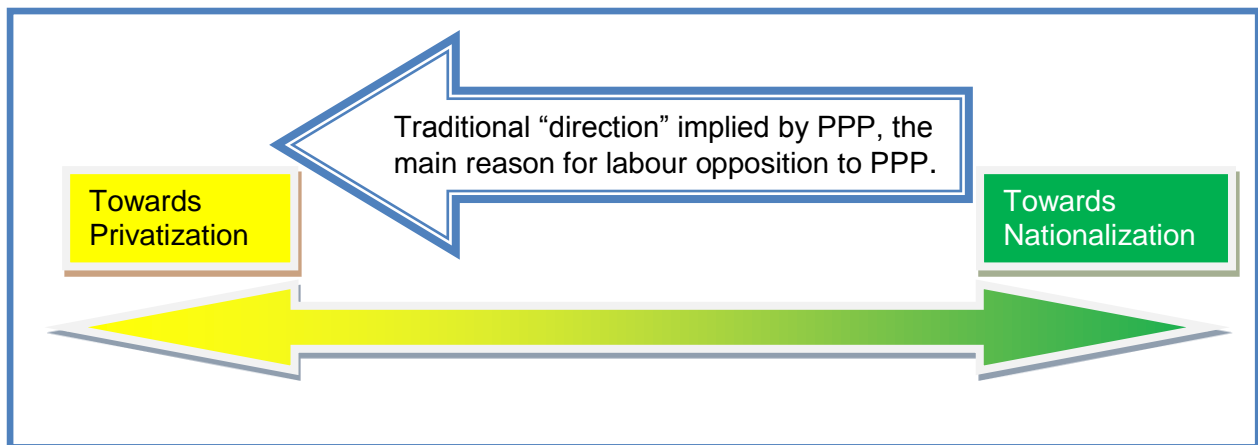 Traditional “direction” implied by PPP, the
main reason for labour opposition to PPP.
Towards
Privatization
Towards
Nationalization